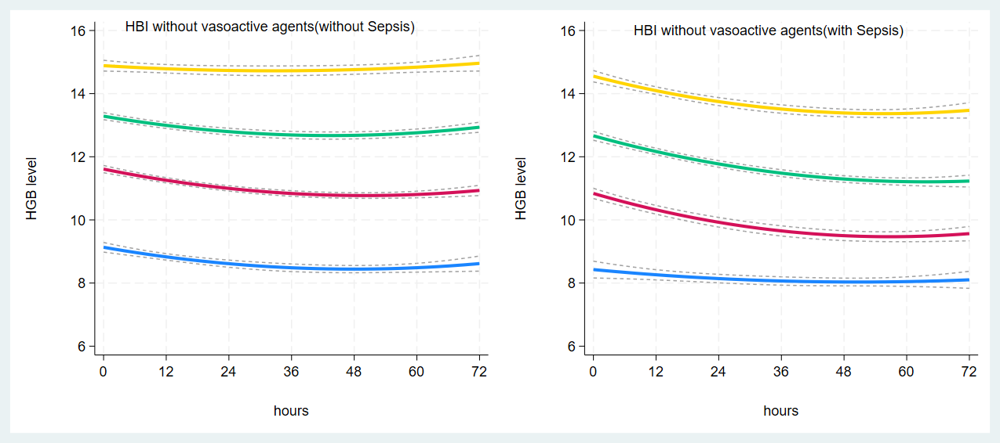 HBI without vasoactive agents(without Sepsis)
16
14
12
10
8
6
HGB level
0 12 24 36 48 60 72
hours
HBI without vasoactive agents(with Sepsis)
16
14
12
10
8
6
HGB level
0 12 24 36 48 60 72
hours